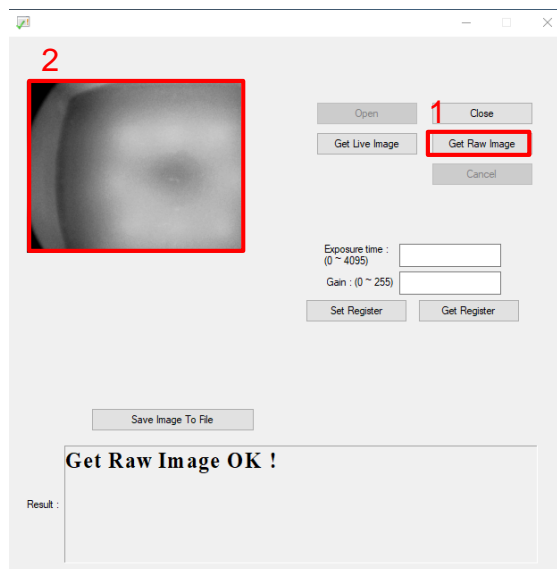 2
1
Open
Close
Get Live Image
Get Raw Image
Cancel
Exposure time :
(0 ~ 4095)
Gain : (0 ~ 255)
Set Register
Get Register
Save Image To File
Get Raw Image OK !
Result :